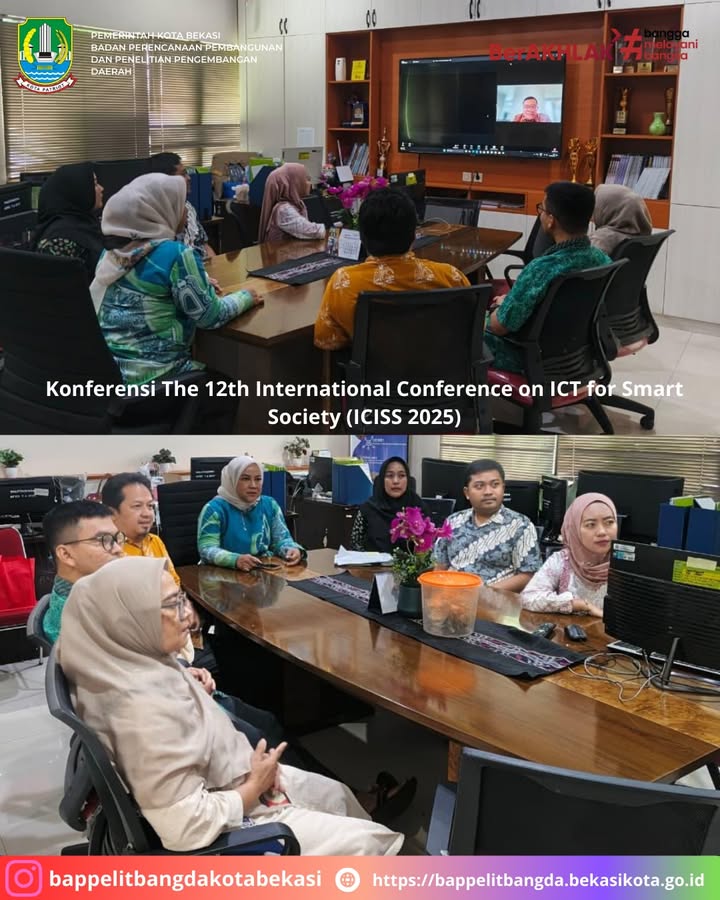 PEMERINTAH KOTA BEKASI
BADAN PERENCANAAN PEMBANGUNAN
DAN PENELITIAN PENGEMBANGAN
DAERAH
KOTA PATRIOT
BerAKHLAK
#bangga
melayani
bangsa
Konferensi The 12th International Conference on ICT for Smart
Society (ICISS 2025)
bappelitbangdakotabekasi
https://bappelitbangda.bekasikota.go.id